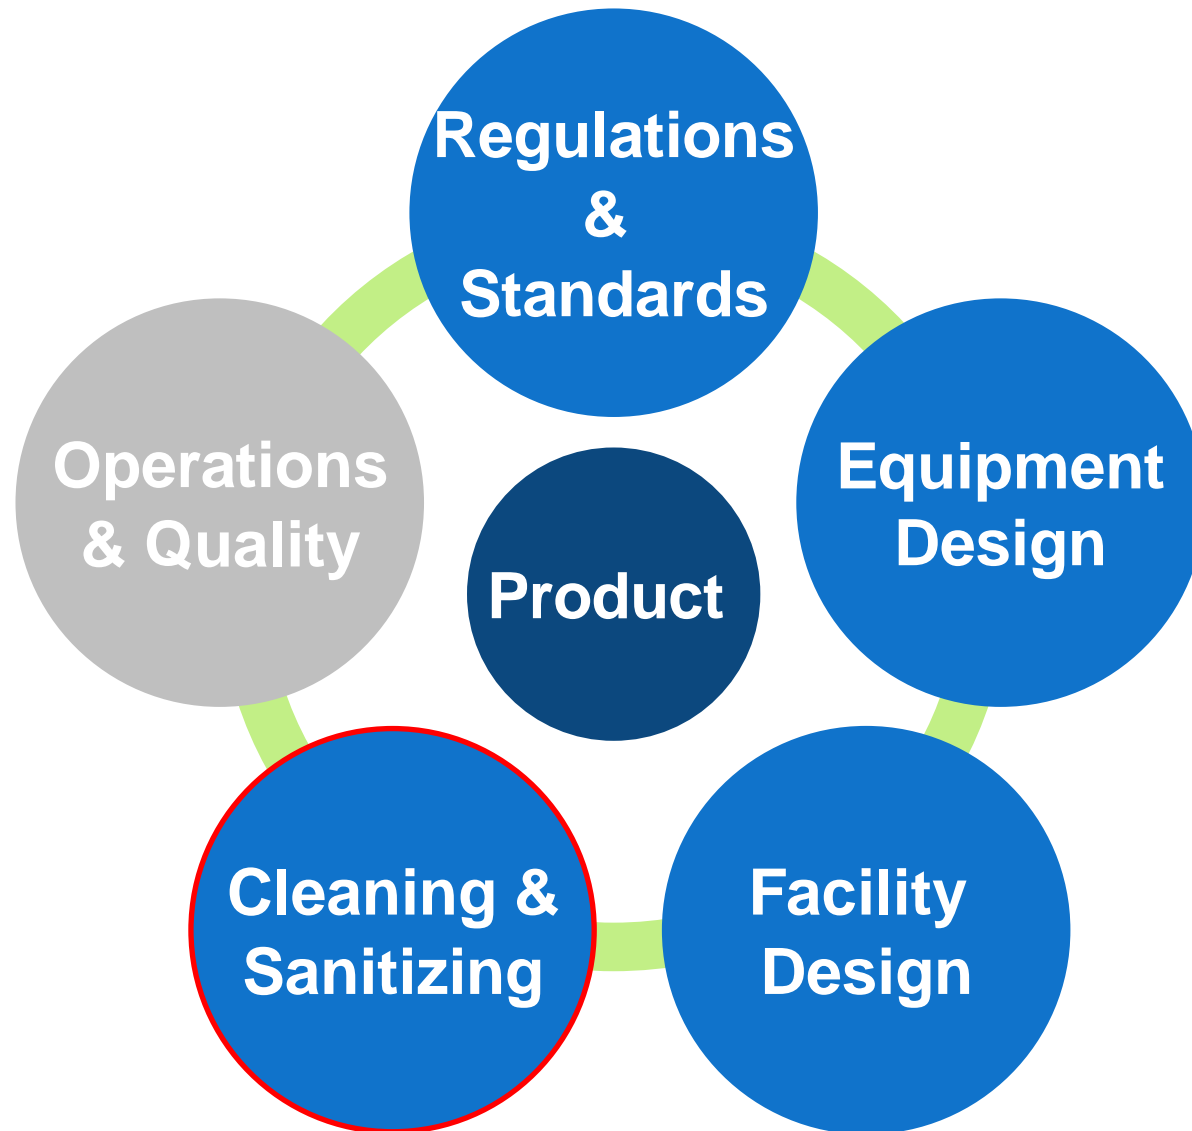 Regulations
&
Standards
Equipment
Design
Facility
Design
Cleaning &
Sanitizing
Operations
& Quality
Product